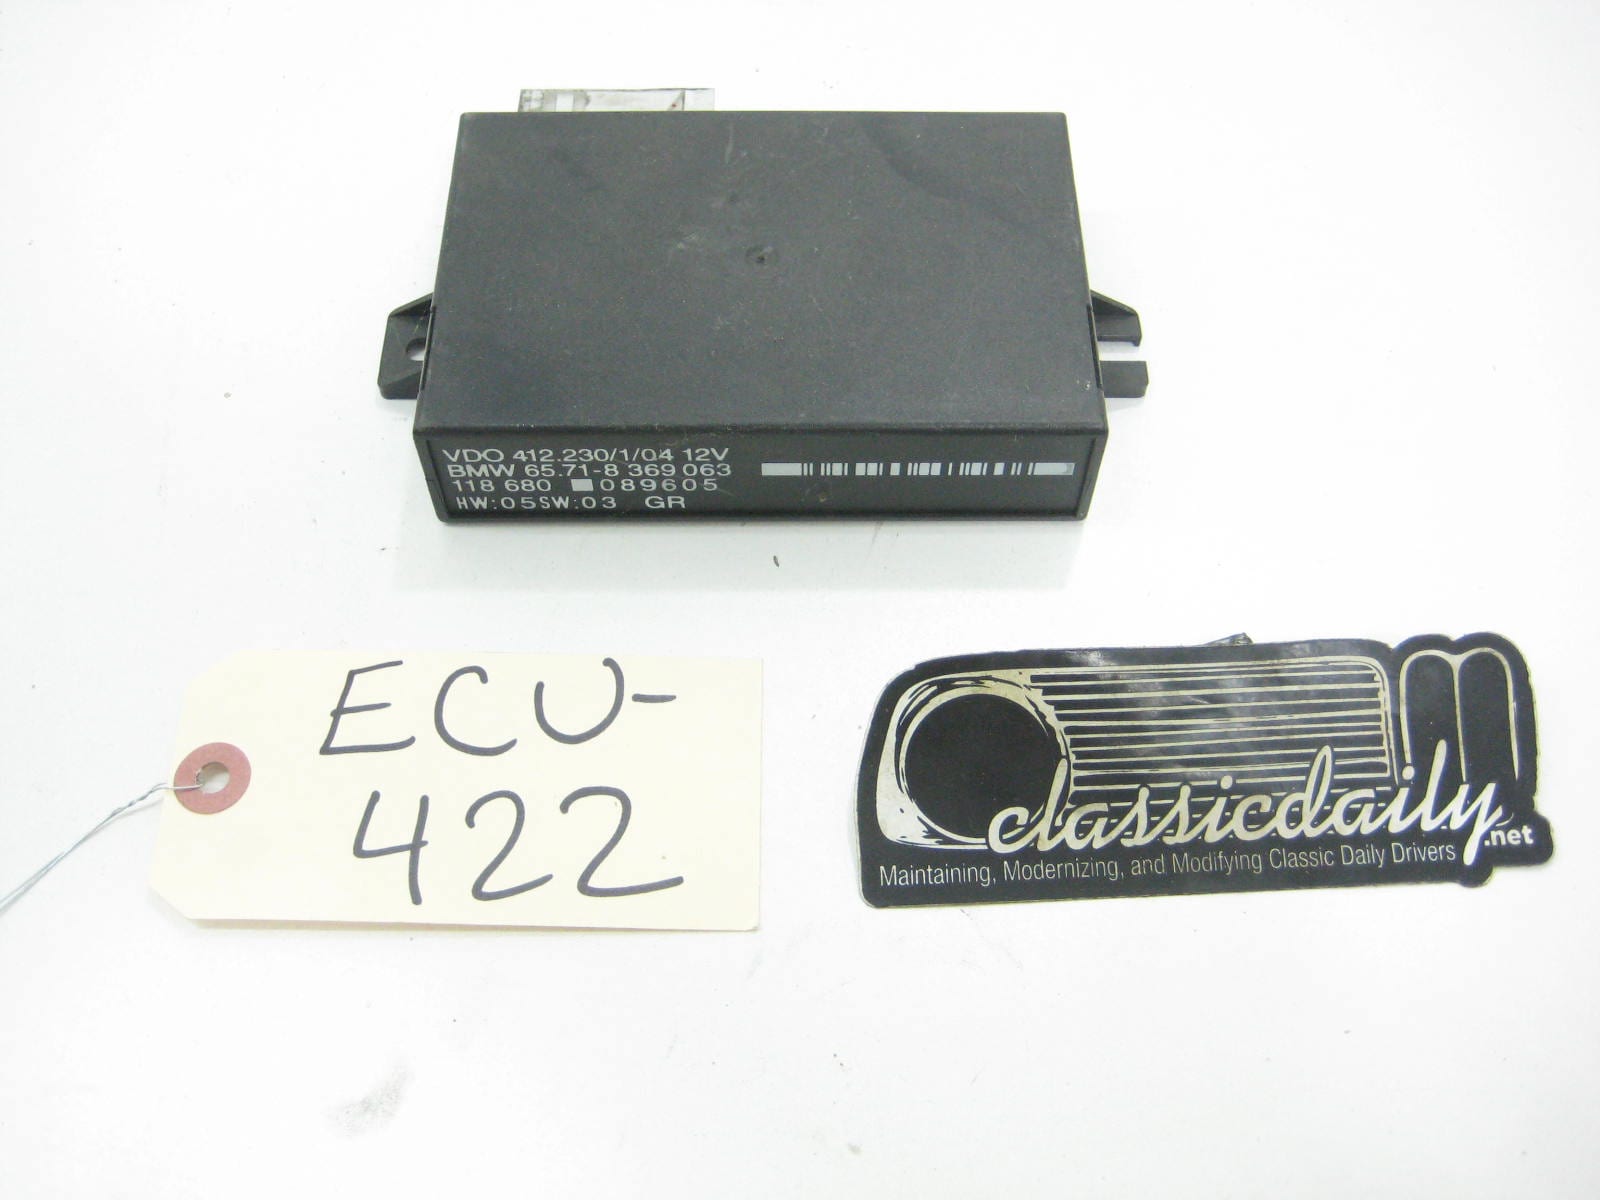 VDO 412.230/1/04 12V
BMW 65.71-8 369 063
118 680 089605
HW:05SW:03 GR
ECU-
422
classicdaily.net
Maintaining, Modernizing, and Modifying Classic Daily Drivers